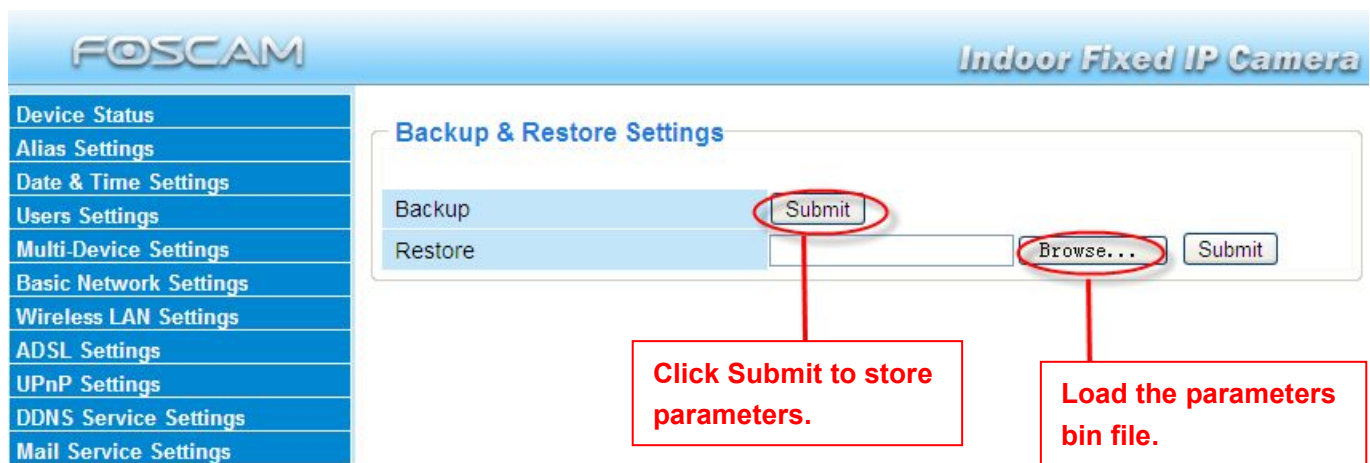 FOSCAM
Indoor Fixed IP Camera
Device Status
Alias Settings
Date & Time Settings
Users Settings
Multi-Device Settings
Basic Network Settings
Wireless LAN Settings
ADSL Settings
UPnP Settings
DDNS Service Settings
Mail Service Settings
Backup & Restore Settings
Backup
Submit
Restore
Browse...
Submit
Click Submit to store
parameters.
Load the parameters
bin file.